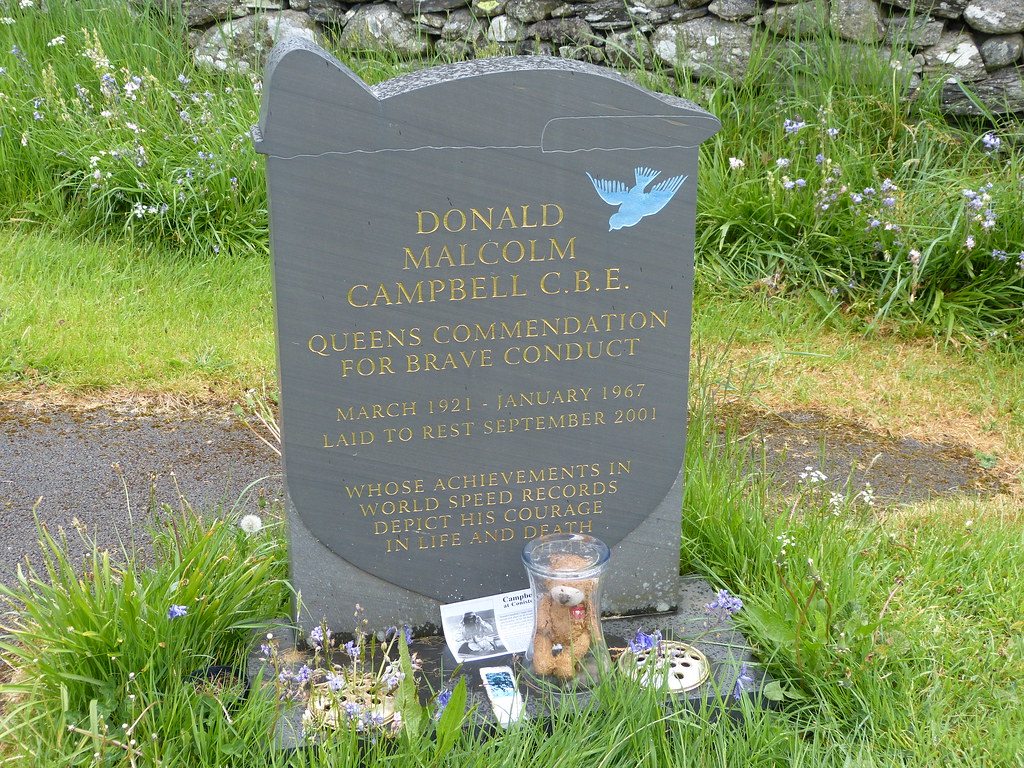 DONALD
MALCOLM
CAMPBELL C.B.E.
QUEENS COMMENDATION
FOR BRAVE CONDUCT
MARCH 1921 - JANUARY 1967
LAID TO REST SEPTEMBER 2001
WHOSE ACHIEVEMENTS IN
WORLD SPEED RECORDS
DEPICT HIS COURAGE
IN LIFE AND DEATH
at